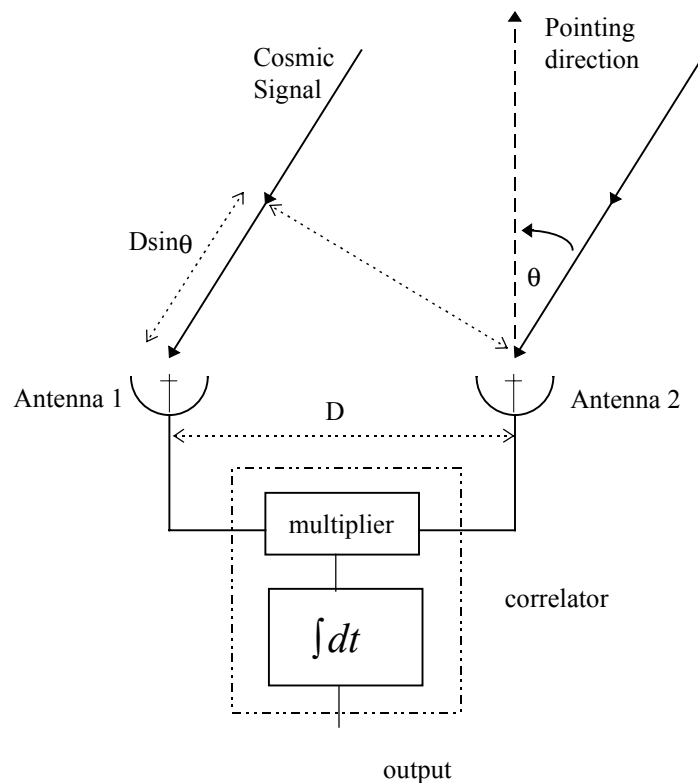 Cosmic
Signal
Pointing
direction
Dsinθ
θ
Antenna 1
Antenna 2
D
multiplier
correlator
∫dt
output